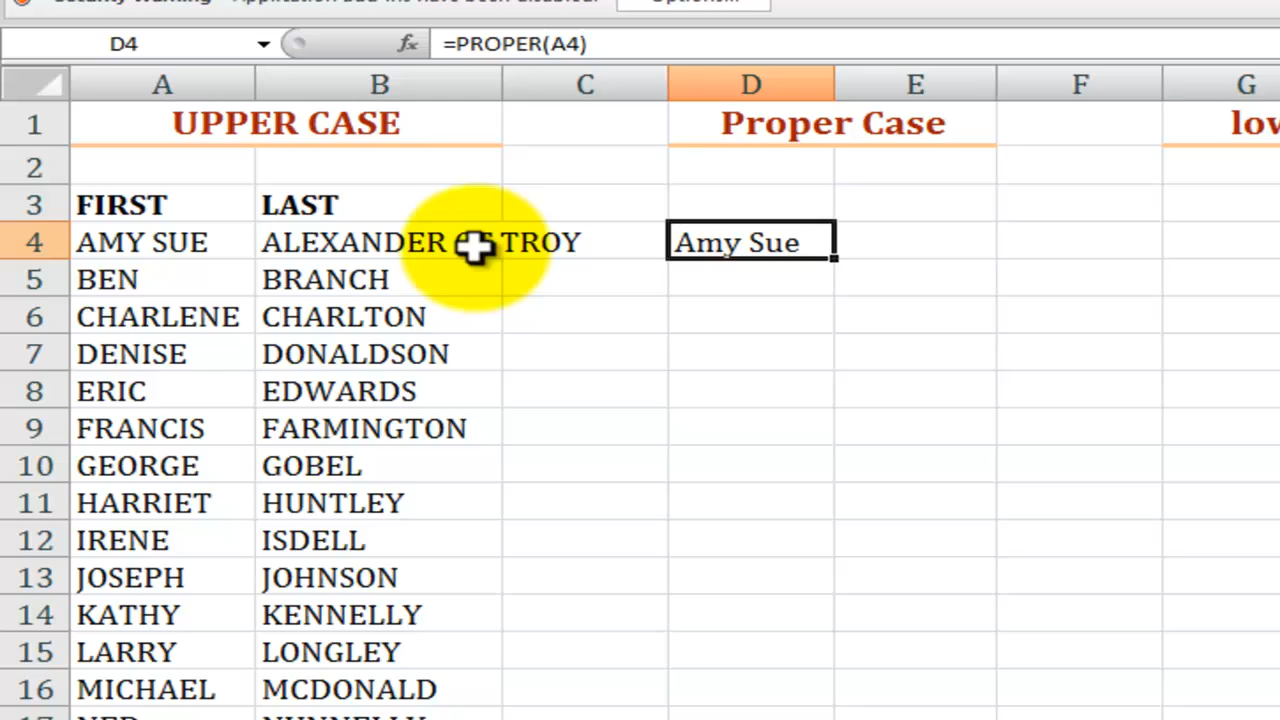 D4 fx =PROPER(A4)
A B C D E F G
1 UPPER CASE Proper Case
2
3 FIRST LAST
4 AMY SUE ALEXANDER TROY Amy Sue
5 BEN BRANCH
6 CHARLENE CHARLTON
7 DENISE DONALDSON
8 ERIC EDWARDS
9 FRANCIS FARMINGTON
10 GEORGE GOBEL
11 HARRIET HUNTLEY
12 IRENE ISDELL
13 JOSEPH JOHNSON
14 KATHY KENNELLY
15 LARRY LONGLEY
16 MICHAEL MCDONALD